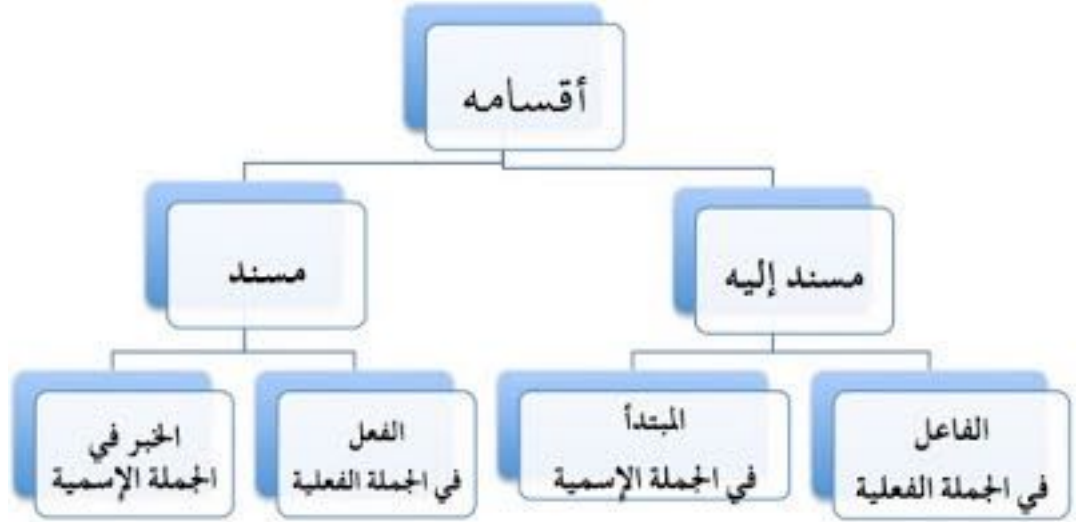 أقسامه
مسند إليه
مسند
الفاعل
في الجملة الفعلية
المبتدأ
في الجملة الإسمية
الفعل
في الجملة الفعلية
الخبر في
الجملة الإسمية